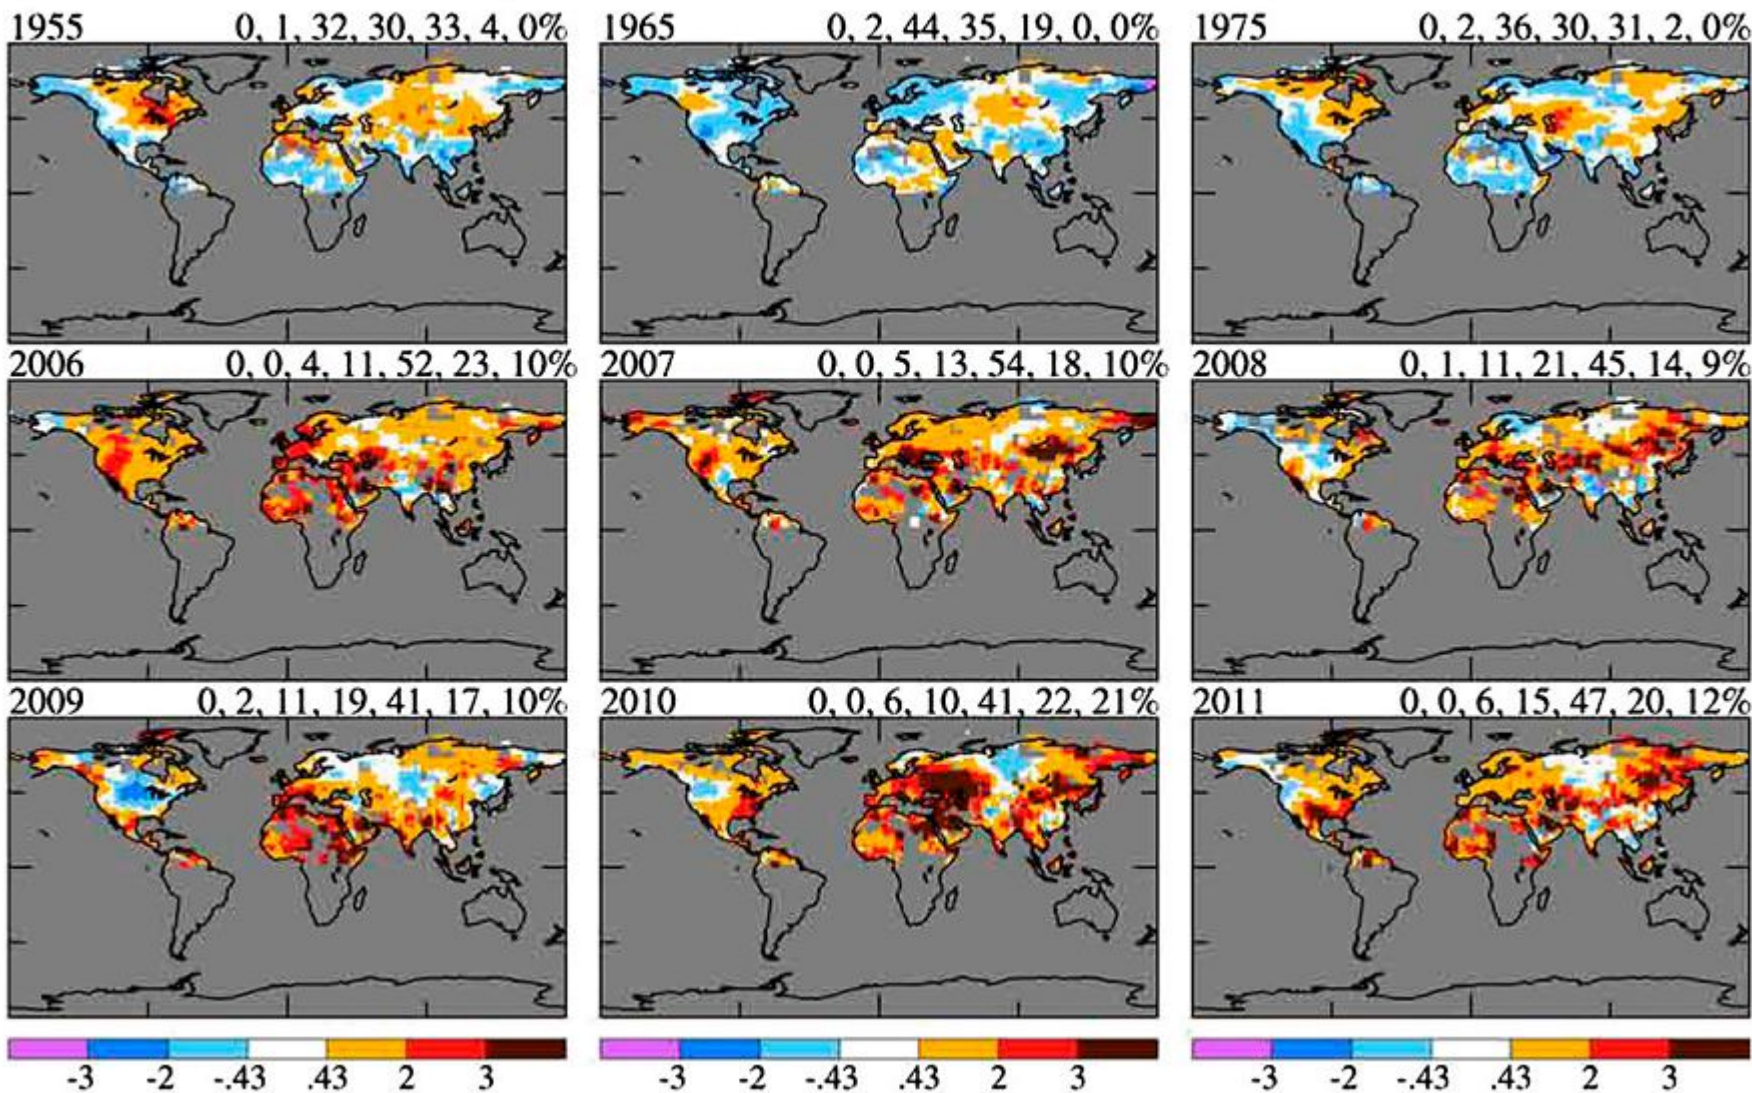 1955 0, 1, 32, 30, 33, 4, 0%
1965 0, 2, 44, 35, 19, 0, 0%
1975 0, 2, 36, 30, 31, 2, 0%
2006 0, 0, 4, 11, 52, 23, 10%
2007 0, 0, 5, 13, 54, 18, 10%
2008 0, 1, 11, 21, 45, 14, 9%
2009 0, 2, 11, 19, 41, 17, 10%
2010 0, 0, 6, 10, 41, 22, 21%
2011 0, 0, 6, 15, 47, 20, 12%
-3 -2 -.43 .43 2 3
-3 -2 -.43 .43 2 3
-3 -2 -.43 .43 2 3